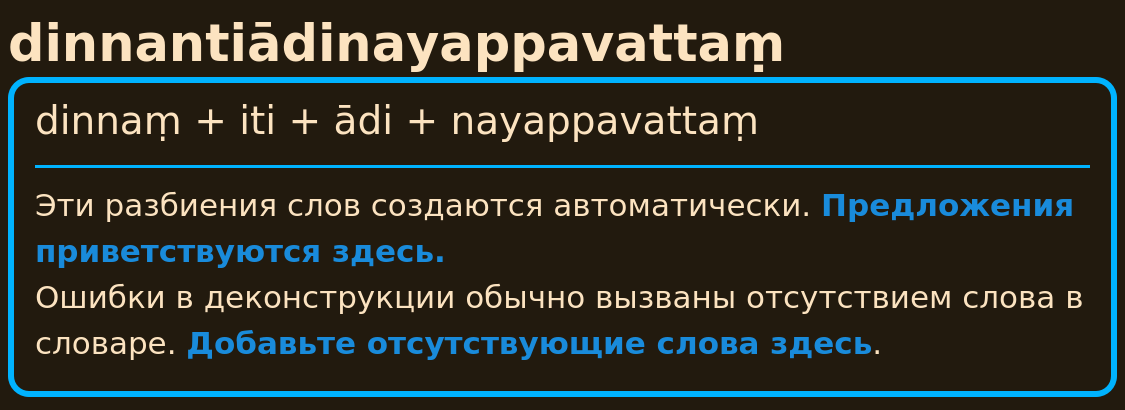 dinnantiādinayappavattaṃ
dinnaṃ + iti + ādi + nayappavattaṃ
Эти разбиения слов создаются автоматически. Предложения
приветствуются здесь.
Ошибки в деконструкции обычно вызваны отсутствием слова в
словаре. Добавьте отсутствующие слова здесь.